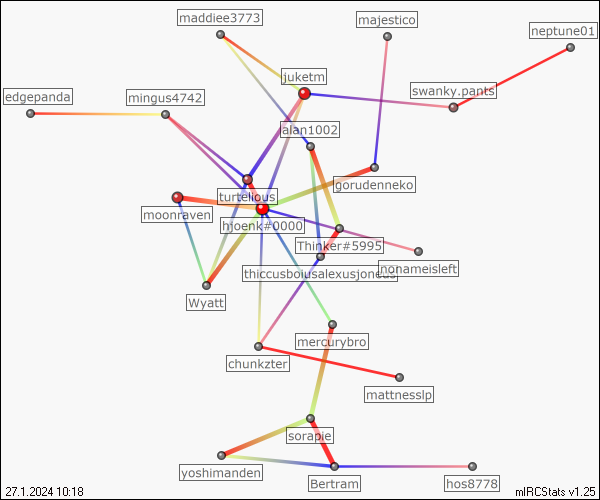 maddiee3773
majestico
neptune01
juketm
swanky.pants
edgepanda
mingus4742
alan1002
gorudenneko
turtelious
moonraven
hjoenk#0000
Thinker#5995
nonameisleft
thiccusboiusalexusjoneus
Wyatt
mercurybro
chunkzter
mattnesslp
sorapie
yoshimanden
Bertram
hos8778
27.1.2024 10:18
mIRCStats v1.25